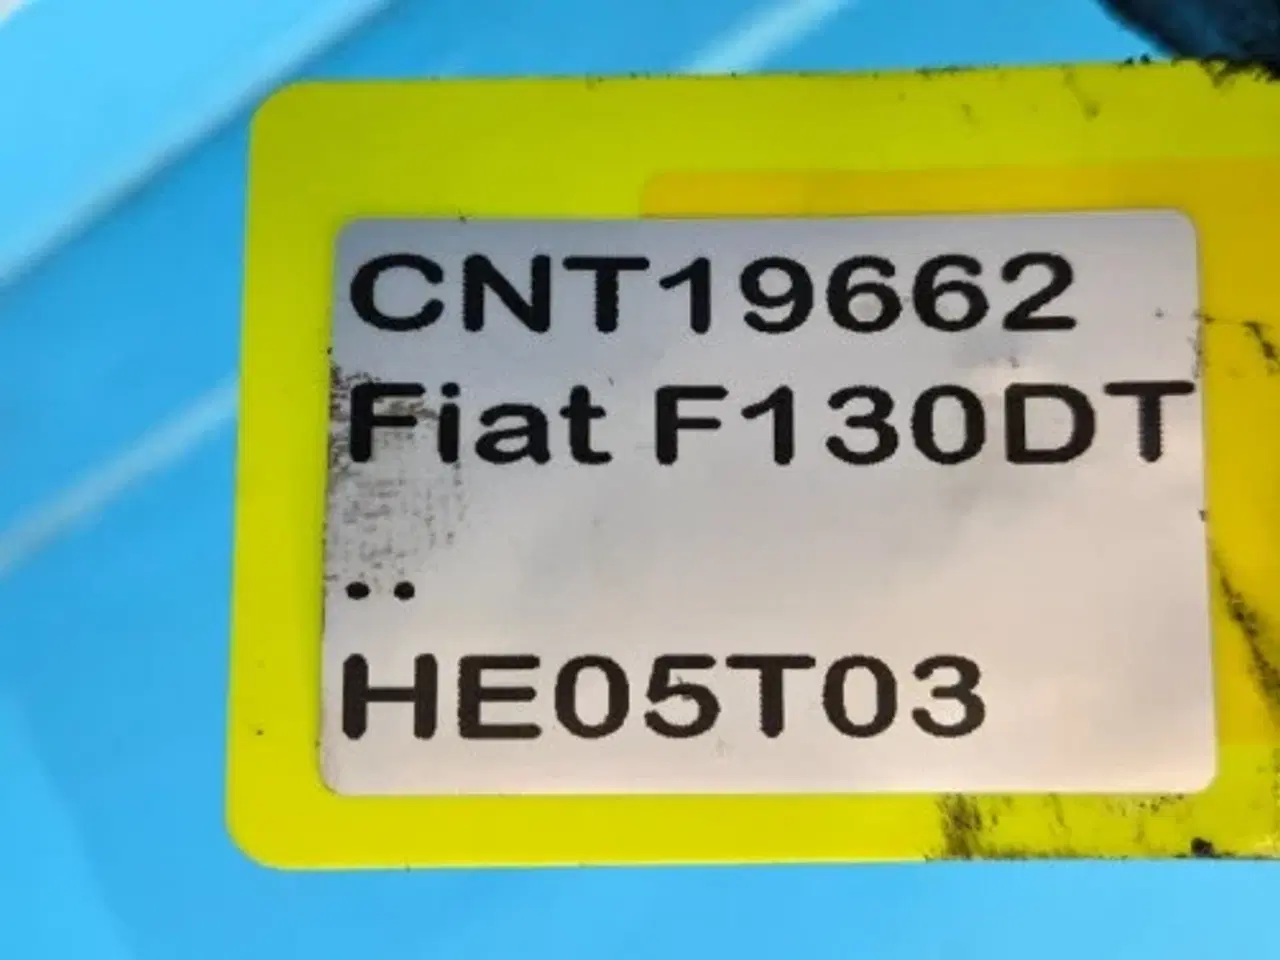 CNT19662
Fiat F130DT
..
HE05T03